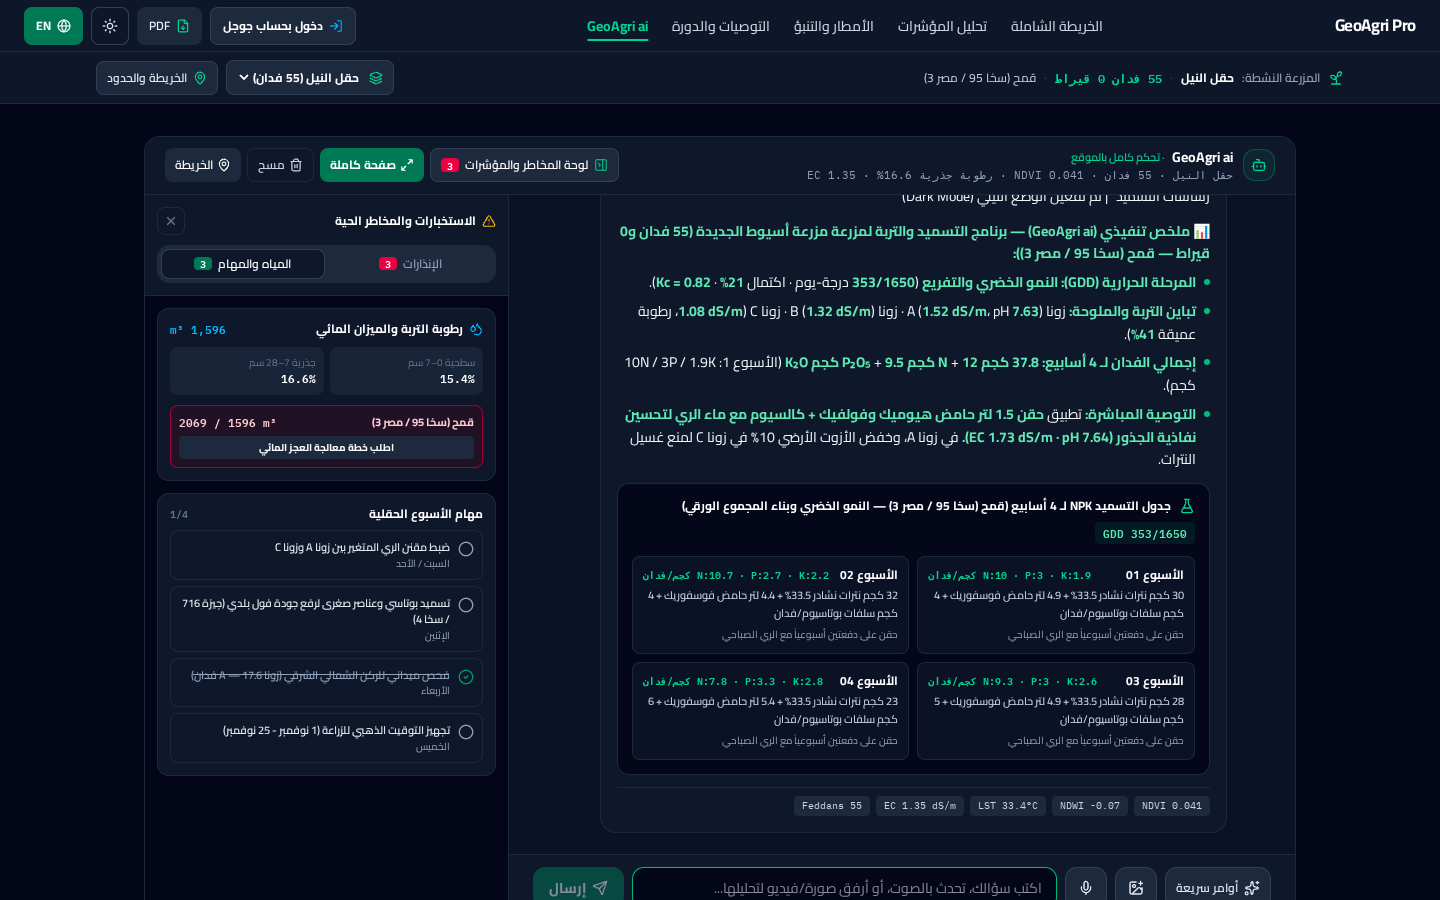 GeoAgri Pro
الخريطة الشاملة
تحليل المؤشرات
الأمطار والتنبؤ
التوصيات والدورة
GeoAgri ai
دخول بحساب جوجل
PDF
EN
المزرعة النشطة: حقل النيل · 55 فدان 0 قيراط · قمح (سخا 95 / مصر 3)
حقل النيل (55 فدان)
الخريطة والحدود
GeoAgri ai · تحكم كامل بالموقع
حقل النيل · 55 فدان · NDVI 0.041 · رطوبة جذرية 16.6% · EC 1.35
لوحة المخاطر والمؤشرات 3
صفحة كاملة
مسح
الخريطة
تم تفعيل الوضع الليلي (Dark Mode)
📊 ملخص تنفيذي (GeoAgri ai) — برنامج التسميد والتربة لمزرعة مزرعة أسيوط الجديدة (55 فدان و0
قيراط — قمح (سخا 95 / مصر 3)):
المرحلة الحرارية (GDD): النمو الخضري والتفريع (353/1650 درجة-يوم · اكتمال 21% · Kc = 0.82).
تباين التربة والملوحة: زونا A (1.52 dS/m، pH 7.63) · زونا B (1.32 dS/m) · زونا C (1.08 dS/m، رطوبة
عميقة 41%).
إجمالي الفدان لـ 4 أسابيع: 37.8 كجم N + 12 كجم P₂O₅ + 9.5 كجم K₂O (الأسبوع 1: 10N / 3P / 1.9K
كجم).
التوصية المباشرة: تطبيق حقن 1.5 لتر حامض هيوميك وفولفيك + كالسيوم مع ماء الري لتحسين
نفاذية الجذور (EC 1.73 dS/m · pH 7.64). في زونا A، وخفض الأزوت الأرضي 10% في زونا C لمنع غسيل
النترات.
جدول التسميد NPK لـ 4 أسابيع (قمح (سخا 95 / مصر 3) — النمو الخضري وبناء المجموع الورقي)
GDD 353/1650
الأسبوع 01
N:10 · P:3 · K:1.9 كجم/فدان
30 كجم نترات نشادر 33.5% + 4.9 لتر حامض فوسفوريك + 4
كجم سلفات بوتاسيوم/فدان
حقن على دفعتين أسبوعياً مع الري الصباحي
الأسبوع 02
N:10.7 · P:2.7 · K:2.2 كجم/فدان
32 كجم نترات نشادر 33.5% + 4.4 لتر حامض فوسفوريك + 4
كجم سلفات بوتاسيوم/فدان
حقن على دفعتين أسبوعياً مع الري الصباحي
الأسبوع 03
N:9.3 · P:3 · K:2.6 كجم/فدان
28 كجم نترات نشادر 33.5% + 4.9 لتر حامض فوسفوريك + 5
كجم سلفات بوتاسيوم/فدان
حقن على دفعتين أسبوعياً مع الري الصباحي
الأسبوع 04
N:7.8 · P:3.3 · K:2.8 كجم/فدان
23 كجم نترات نشادر 33.5% + 5.4 لتر حامض فوسفوريك + 6
كجم سلفات بوتاسيوم/فدان
حقن على دفعتين أسبوعياً مع الري الصباحي
NDVI 0.041
NDWI -0.07
LST 33.4°C
EC 1.35 dS/m
Feddans 55
أوامر سريعة
اكتب سؤالك، تحدث بالصوت، أو أرفق صورة/فيديو لتحليلها...
إرسال
الاستخبارات والمخاطر الحية
الإنذارات 3
المياه والمهام 3
رطوبة التربة والميزان المائي
1,596 m³
سطحية 0–7 سم
15.4%
جذرية 7–28 سم
16.6%
قمح (سخا 95 / مصر 3)
2069 / 1596 m³
اطلب خطة معالجة العجز المائي
مهام الأسبوع الحقلية
1/4
ضبط مقنن الري المتغير بين زونا A وزونا C
السبت / الأحد
تسميد بوتاسي وعناصر صغرى لرفع جودة فول بلدي (جيزة 716
/ سخا 4)
الإثنين
فحص ميداني للركن الشمالي الشرقي (زونا A — 17.6 فدان)
الأربعاء
تجهيز التوقيت الذهبي للزراعة (1 نوفمبر - 25 نوفمبر)
الخميس